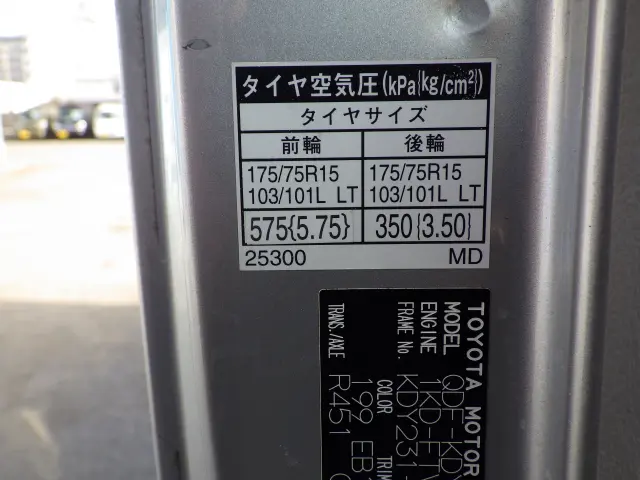 タイヤ空気圧(kPa{kg/cm²})
タイヤサイズ
前輪 後輪
175/75R15 175/75R15
103/101L LT 103/101L LT
575{5.75} 350{3.50}
25300 MD
TOYOTA MOTOR
MODEL QDF-KDY
ENGINE 1KD-FTV
FRAME No. KDY231-
COLOR TRIM
199 EB
TRANS./AXLE R451